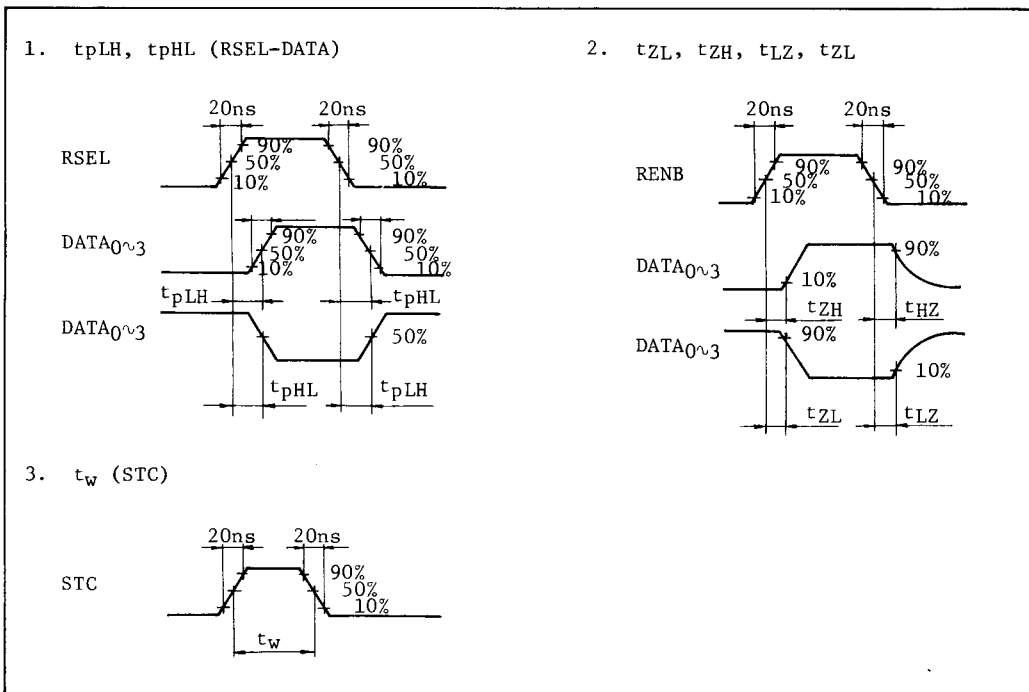 1. tpLH, tpHL (RSEL-DATA)
20ns 20ns
RSEL
90% 90%
50% 50%
10% 10%
DATA0~3
90% 90%
50% 50%
10% 10%
tpLH tpHL
DATA0~3
50%
tpHL tpLH
2. tZL, tZH, tLZ, tZL
20ns 20ns
RENB
90% 90%
50% 50%
10% 10%
DATA0~3
90%
10%
tZH tHZ
DATA0~3
90%
10%
tZL tLZ
3. tw (STC)
20ns 20ns
STC
90%
50%
10%
tw